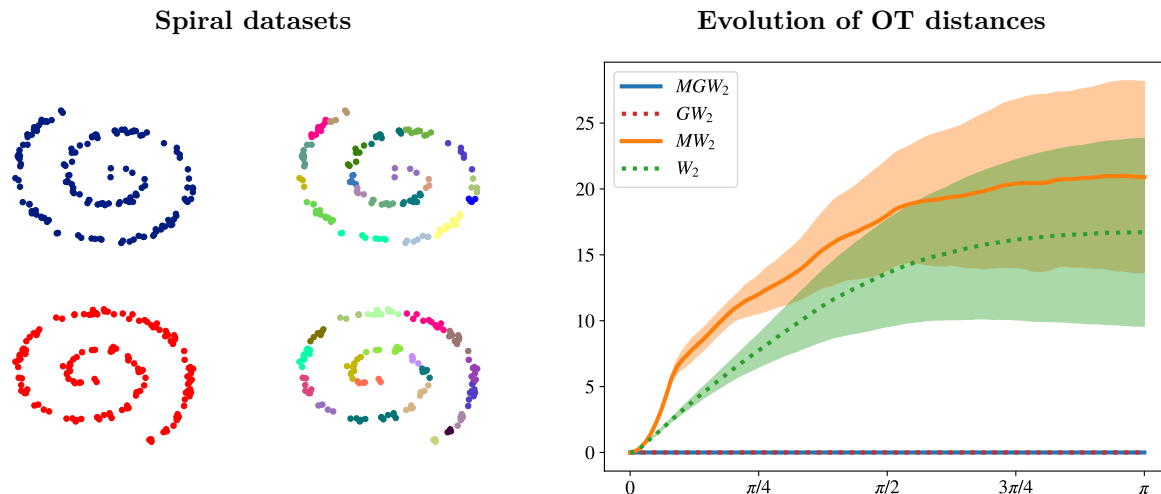 Spiral datasets
Evolution of OT distances
MGW₂
GW₂
MW₂
W₂
25
20
15
10
5
0
0
π/4
π/2
3π/4
π